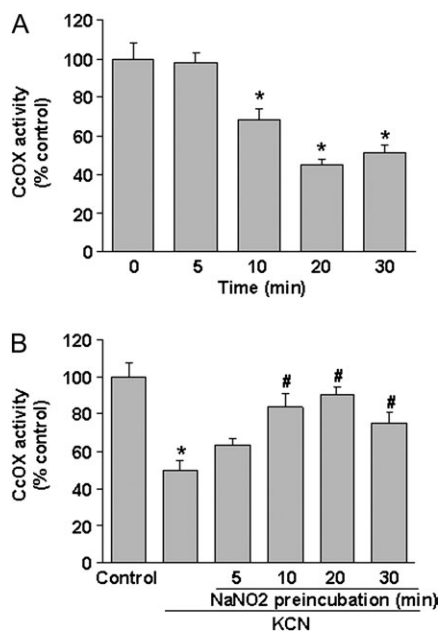 A
CcOX activity
(% control)
120
100
80
60
40
20
0
*
*
*
0 5 10 20 30
Time (min)
B
CcOX activity
(% control)
120
100
80
60
40
20
0
*
#
#
#
Control 5 10 20 30
NaNO2 preincubation (min)
KCN